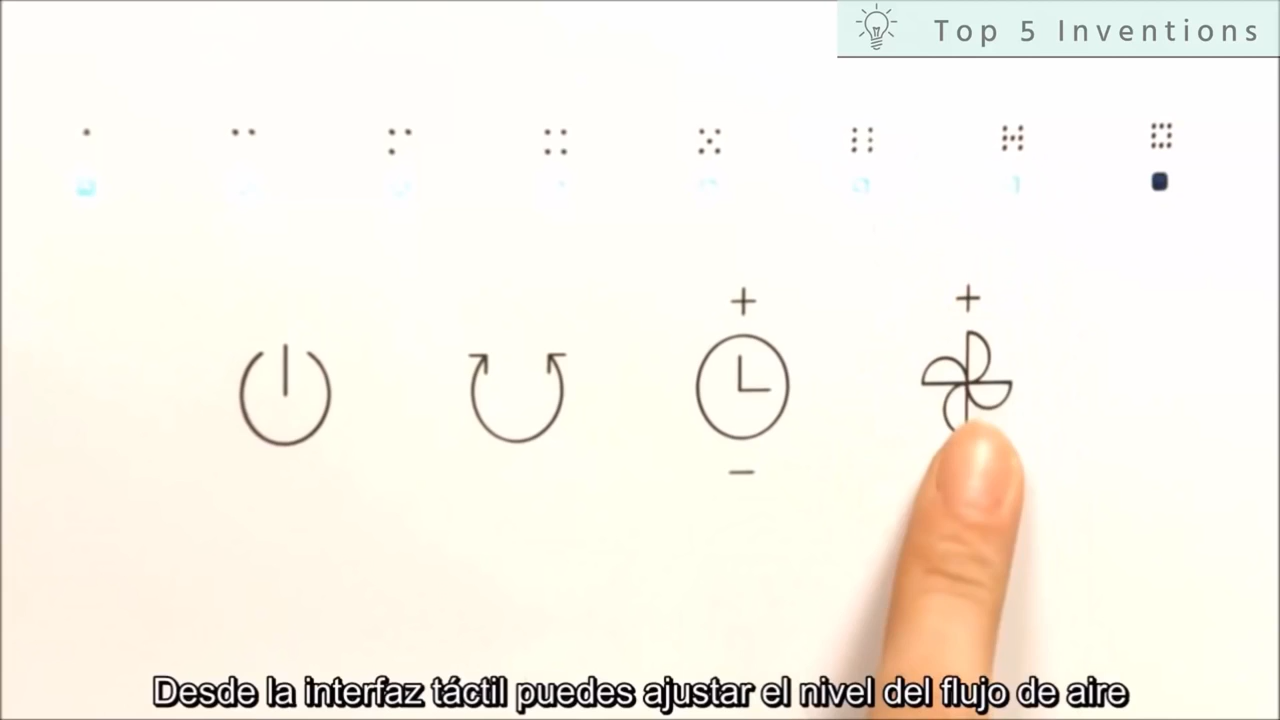 Top 5 Inventions
+ +
−
Desde la interfaz táctil puedes ajustar el nivel del flujo de aire